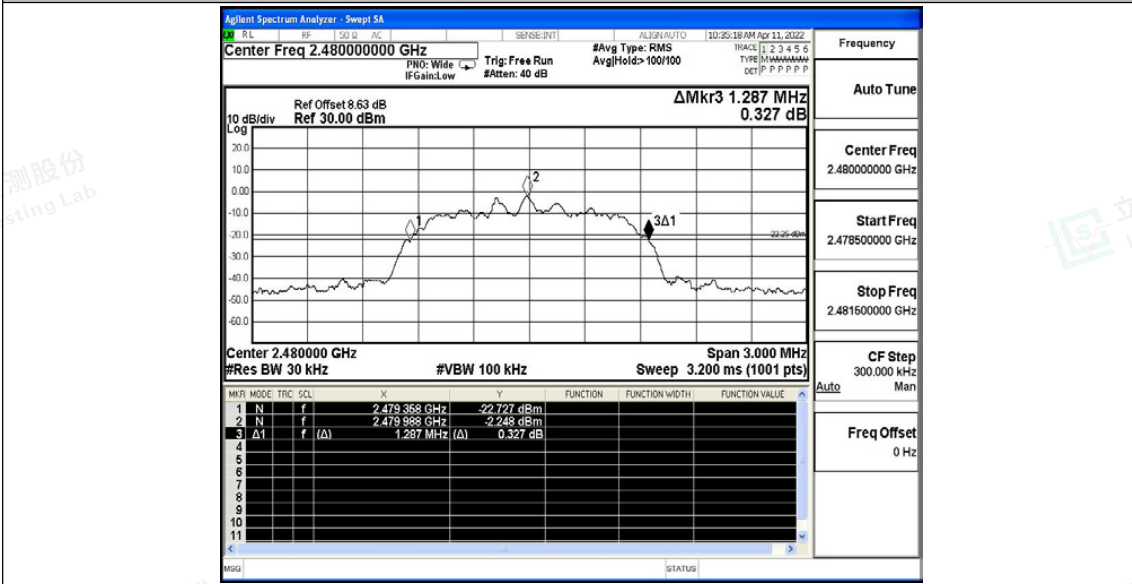 Agilent Spectrum Analyzer - Swept SA
RL RF 50 Ω AC SENSE:INT ALIGN AUTO 10:35:18 AM Apr 11, 2022
Center Freq 2.480000000 GHz
PNO: Wide
IFGain:Low
Trig: Free Run
#Atten: 40 dB
#Avg Type: RMS
Avg|Hold:> 100/100
TRACE 1 2 3 4 5 6
TYPE M
DET P P P P P P
Frequency
Auto Tune
Center Freq
2.480000000 GHz
Start Freq
2.478500000 GHz
Stop Freq
2.481500000 GHz
CF Step
300.000 kHz
Auto Man
Freq Offset
0 Hz
ΔMkr3 1.287 MHz
0.327 dB
Ref Offset 8.63 dB
10 dB/div Ref 30.00 dBm
Log
20.0
10.0
0.00
-10.0
-20.0
-30.0
-40.0
-50.0
-60.0
1
2
3Δ1
-22.25 dBm
Center 2.480000 GHz Span 3.000 MHz
#Res BW 30 kHz #VBW 100 kHz Sweep 3.200 ms (1001 pts)
MKR MODE TRC SCL X Y FUNCTION FUNCTION WIDTH FUNCTION VALUE
1 N f 2.479 358 GHz -22.727 dBm
2 N f 2.479 988 GHz -2.248 dBm
3 Δ1 f (Δ) 1.287 MHz (Δ) 0.327 dB
4
5
6
7
8
9
10
11
MSG STATUS
测股份
sting Lab